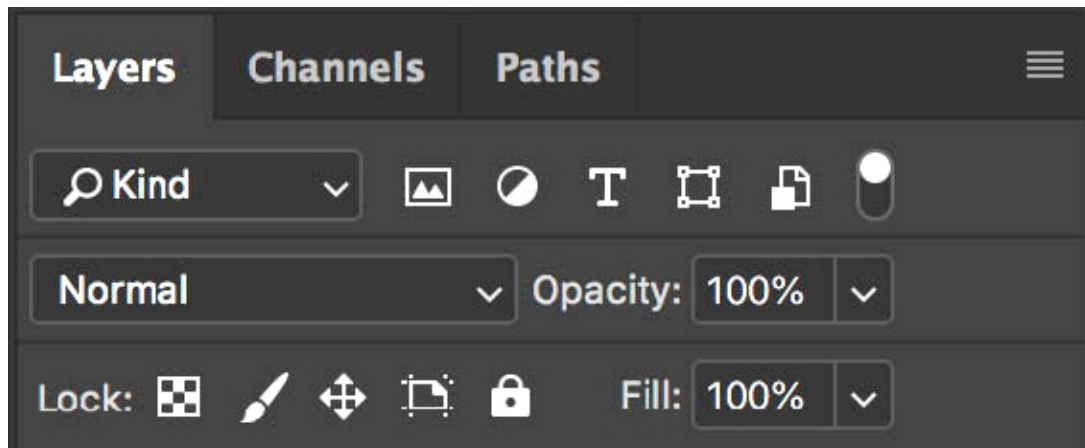 Layers Channels Paths
Kind
Normal Opacity: 100%
Lock: Fill: 100%